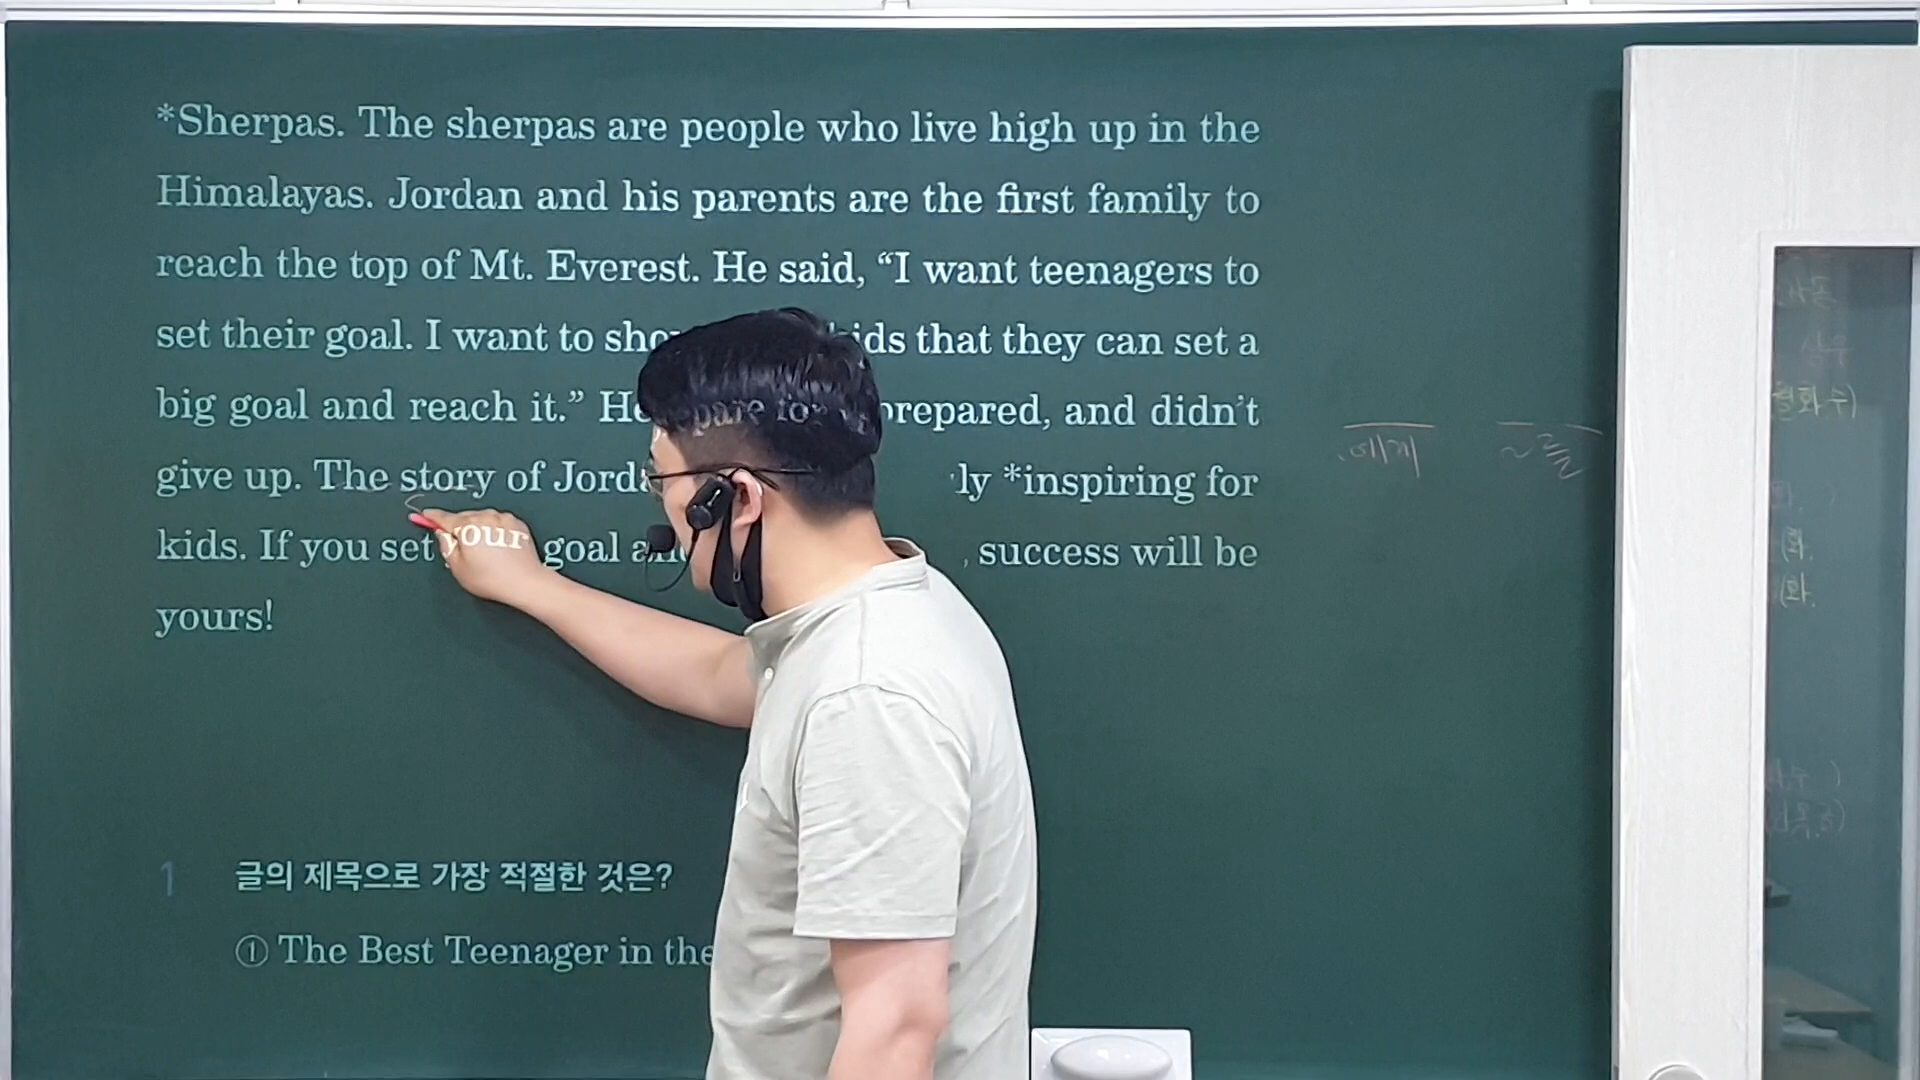 *Sherpas. The sherpas are people who live high up in the
Himalayas. Jordan and his parents are the first family to
reach the top of Mt. Everest. He said, “I want teenagers to
set their goal. I want to kids that they can set a
big goal and reach it.” He prepared, and didn’t
give up. The story of *inspiring for
kids. If you set your goal success will be
yours!
에게 ~를
1 글의 제목으로 가장 적절한 것은?
① The Best Teenager in the